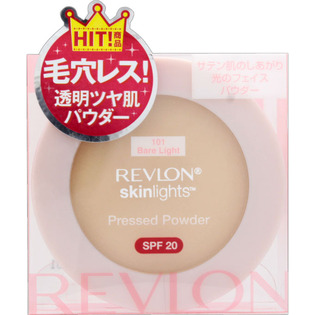 HIT!商品
毛穴レス!
透明ツヤ肌
パウダー
サテン肌のしあがり
光のフェイス
パウダー
101
Bare Light
REVLON®
skinlights™
Pressed Powder
SPF 20
REVLON